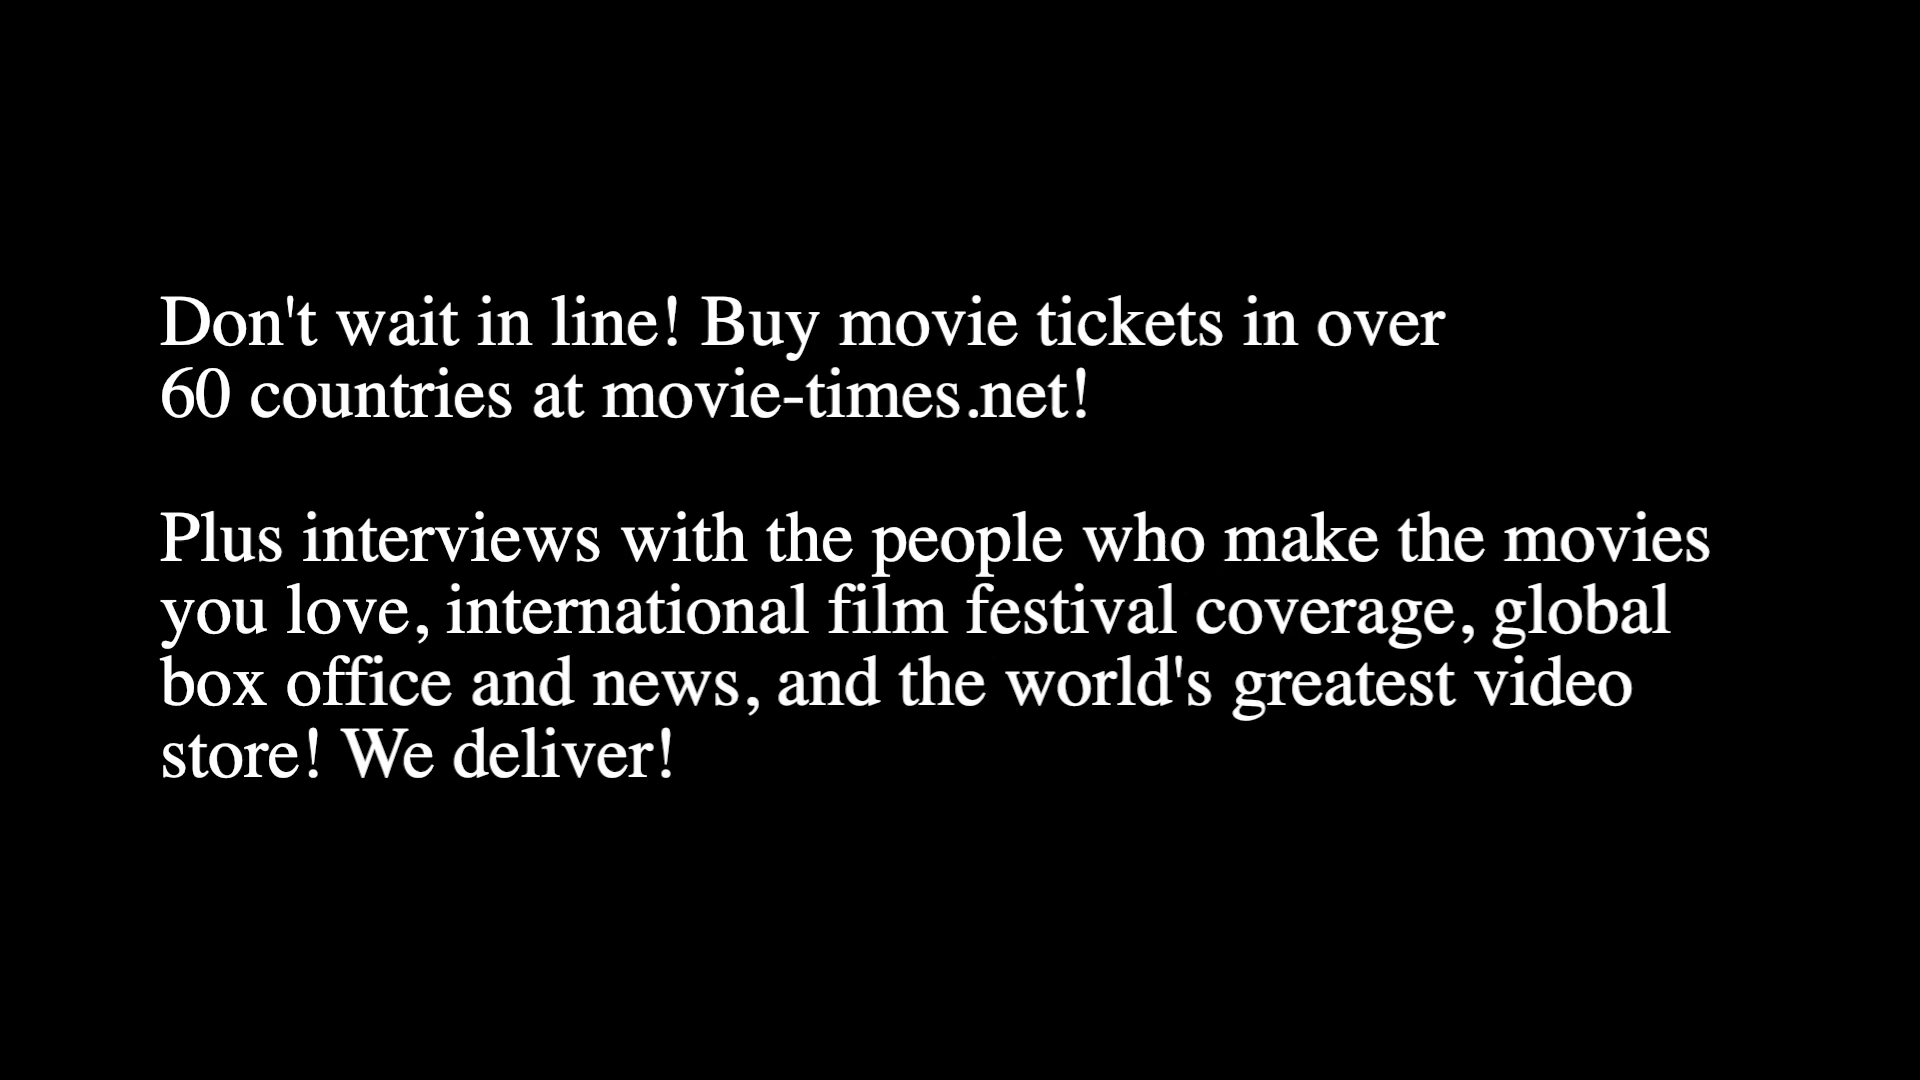 Don't wait in line! Buy movie tickets in over
60 countries at movie-times.net!
Plus interviews with the people who make the movies
you love, international film festival coverage, global
box office and news, and the world's greatest video
store! We deliver!